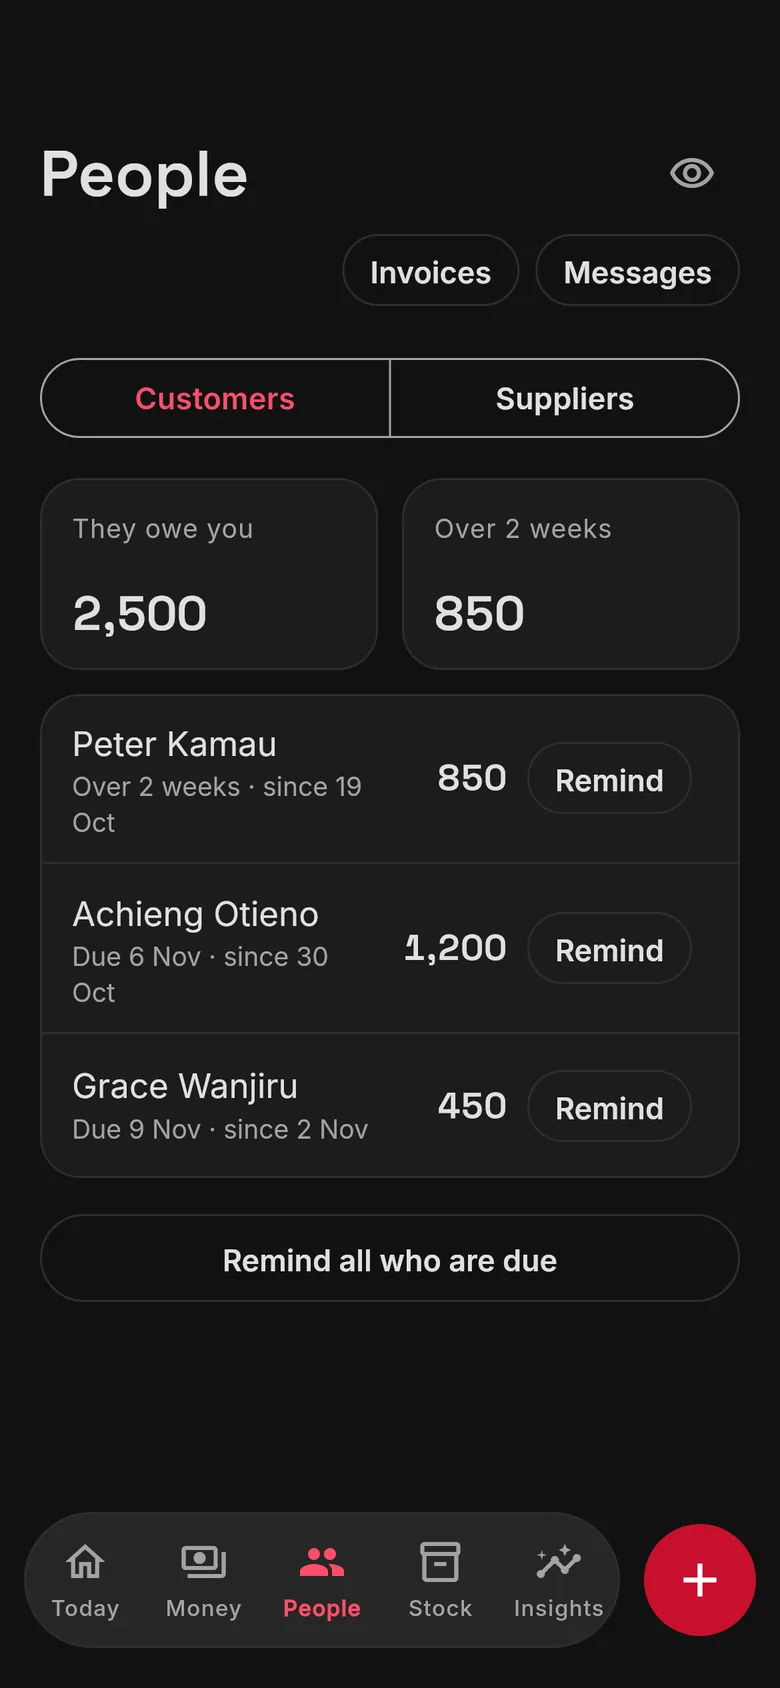 People
Invoices
Messages
Customers
Suppliers
They owe you
2,500
Over 2 weeks
850
Peter Kamau
Over 2 weeks · since 19
Oct
850
Remind
Achieng Otieno
Due 6 Nov · since 30
Oct
1,200
Remind
Grace Wanjiru
Due 9 Nov · since 2 Nov
450
Remind
Remind all who are due
Today
Money
People
Stock
Insights